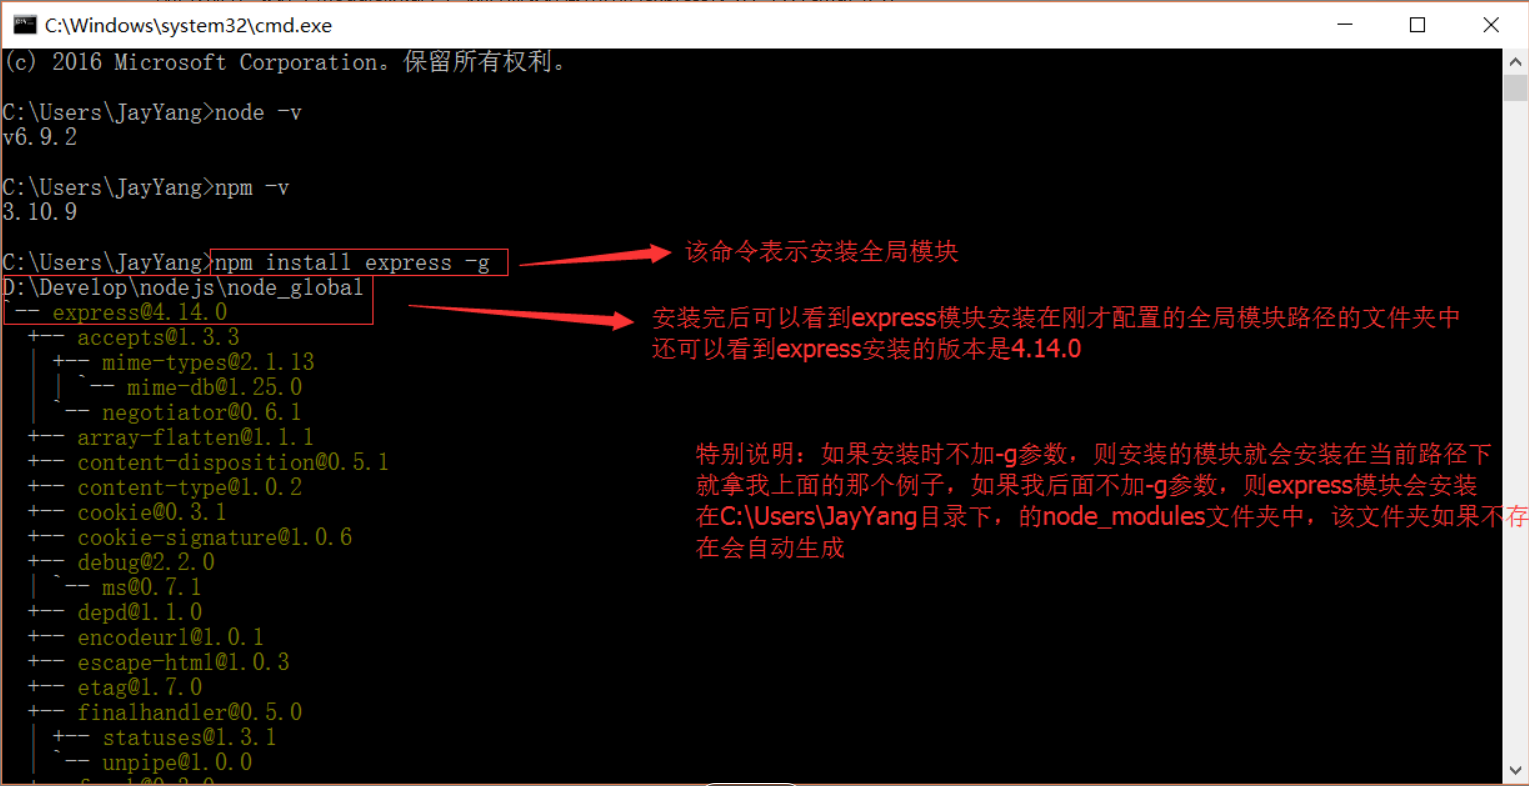 C:\Windows\system32\cmd.exe
(c) 2016 Microsoft Corporation。保留所有权利。
C:\Users\JayYang>node -v
v6.9.2
C:\Users\JayYang>npm -v
3.10.9
C:\Users\JayYang>npm install express -g
该命令表示安装全局模块
D:\Develop\nodejs\node_global
`-- express@4.14.0
安装完后可以看到express模块安装在刚才配置的全局模块路径的文件夹中
还可以看到express安装的版本是4.14.0
+-- accepts@1.3.3
| +-- mime-types@2.1.13
| | `-- mime-db@1.25.0
| `-- negotiator@0.6.1
+-- array-flatten@1.1.1
+-- content-disposition@0.5.1
+-- content-type@1.0.2
+-- cookie@0.3.1
+-- cookie-signature@1.0.6
+-- debug@2.2.0
| `-- ms@0.7.1
+-- depd@1.1.0
+-- encodeurl@1.0.1
+-- escape-html@1.0.3
+-- etag@1.7.0
+-- finalhandler@0.5.0
| +-- statuses@1.3.1
| `-- unpipe@1.0.0
特别说明：如果安装时不加-g参数，则安装的模块就会安装在当前路径下
就拿我上面的那个例子，如果我后面不加-g参数，则express模块会安装
在C:\Users\JayYang目录下，的node_modules文件夹中，该文件夹如果不存
在会自动生成